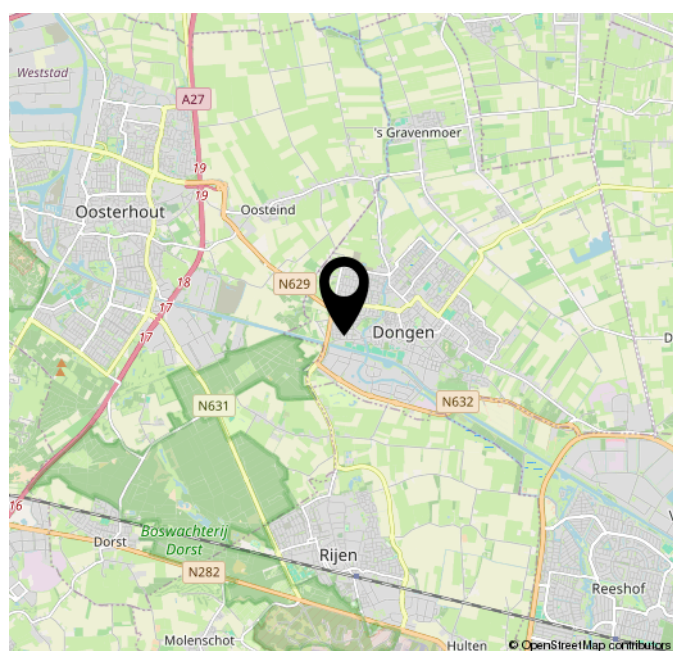 Weststad
A27
's Gravenmoer
19
19
Oosterhout
Oosteind
18
N629
17
17
Dongen
N631
N632
16
Dorst
Boswachterij
Dorst
Rijen
N282
Reeshof
Molenschot
Hulten
© OpenStreetMap contributors